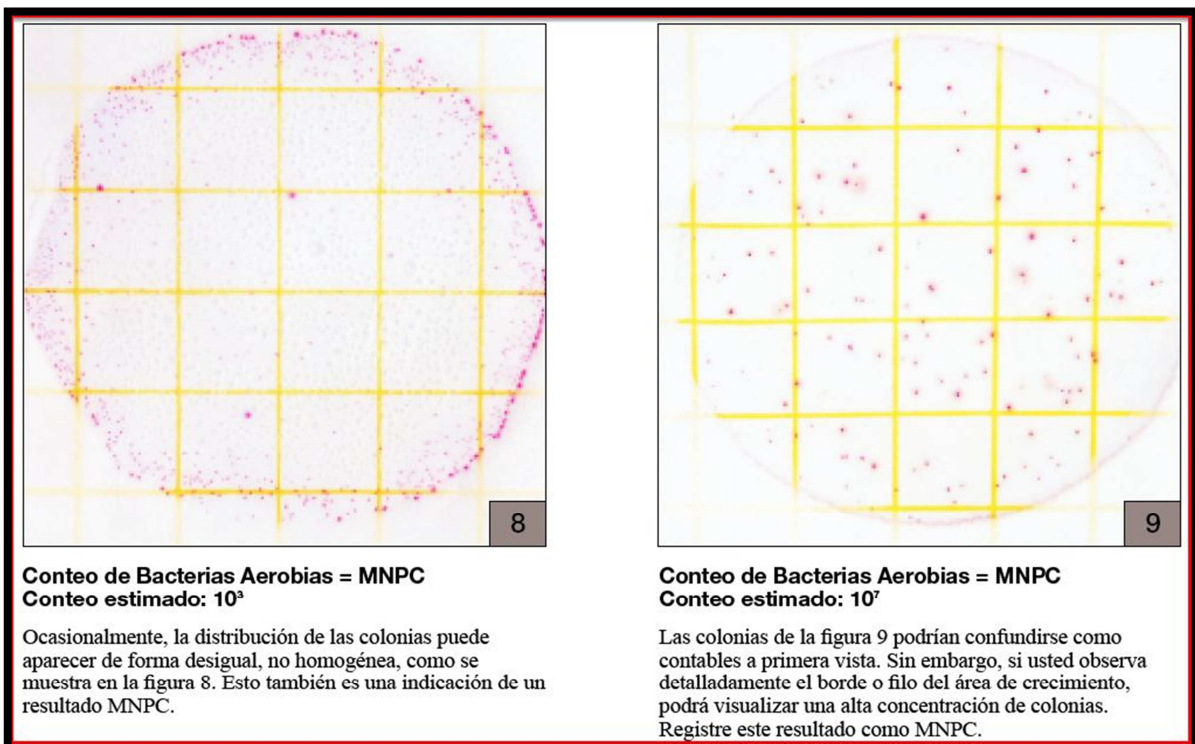 8
Conteo de Bacterias Aerobias = MNPC
Conteo estimado: 10³
Ocasionalmente, la distribución de las colonias puede
aparecer de forma desigual, no homogénea, como se
muestra en la figura 8. Esto también es una indicación de un
resultado MNPC.
9
Conteo de Bacterias Aerobias = MNPC
Conteo estimado: 10⁷
Las colonias de la figura 9 podrían confundirse como
contables a primera vista. Sin embargo, si usted observa
detalladamente el borde o filo del área de crecimiento,
podrá visualizar una alta concentración de colonias.
Registre este resultado como MNPC.